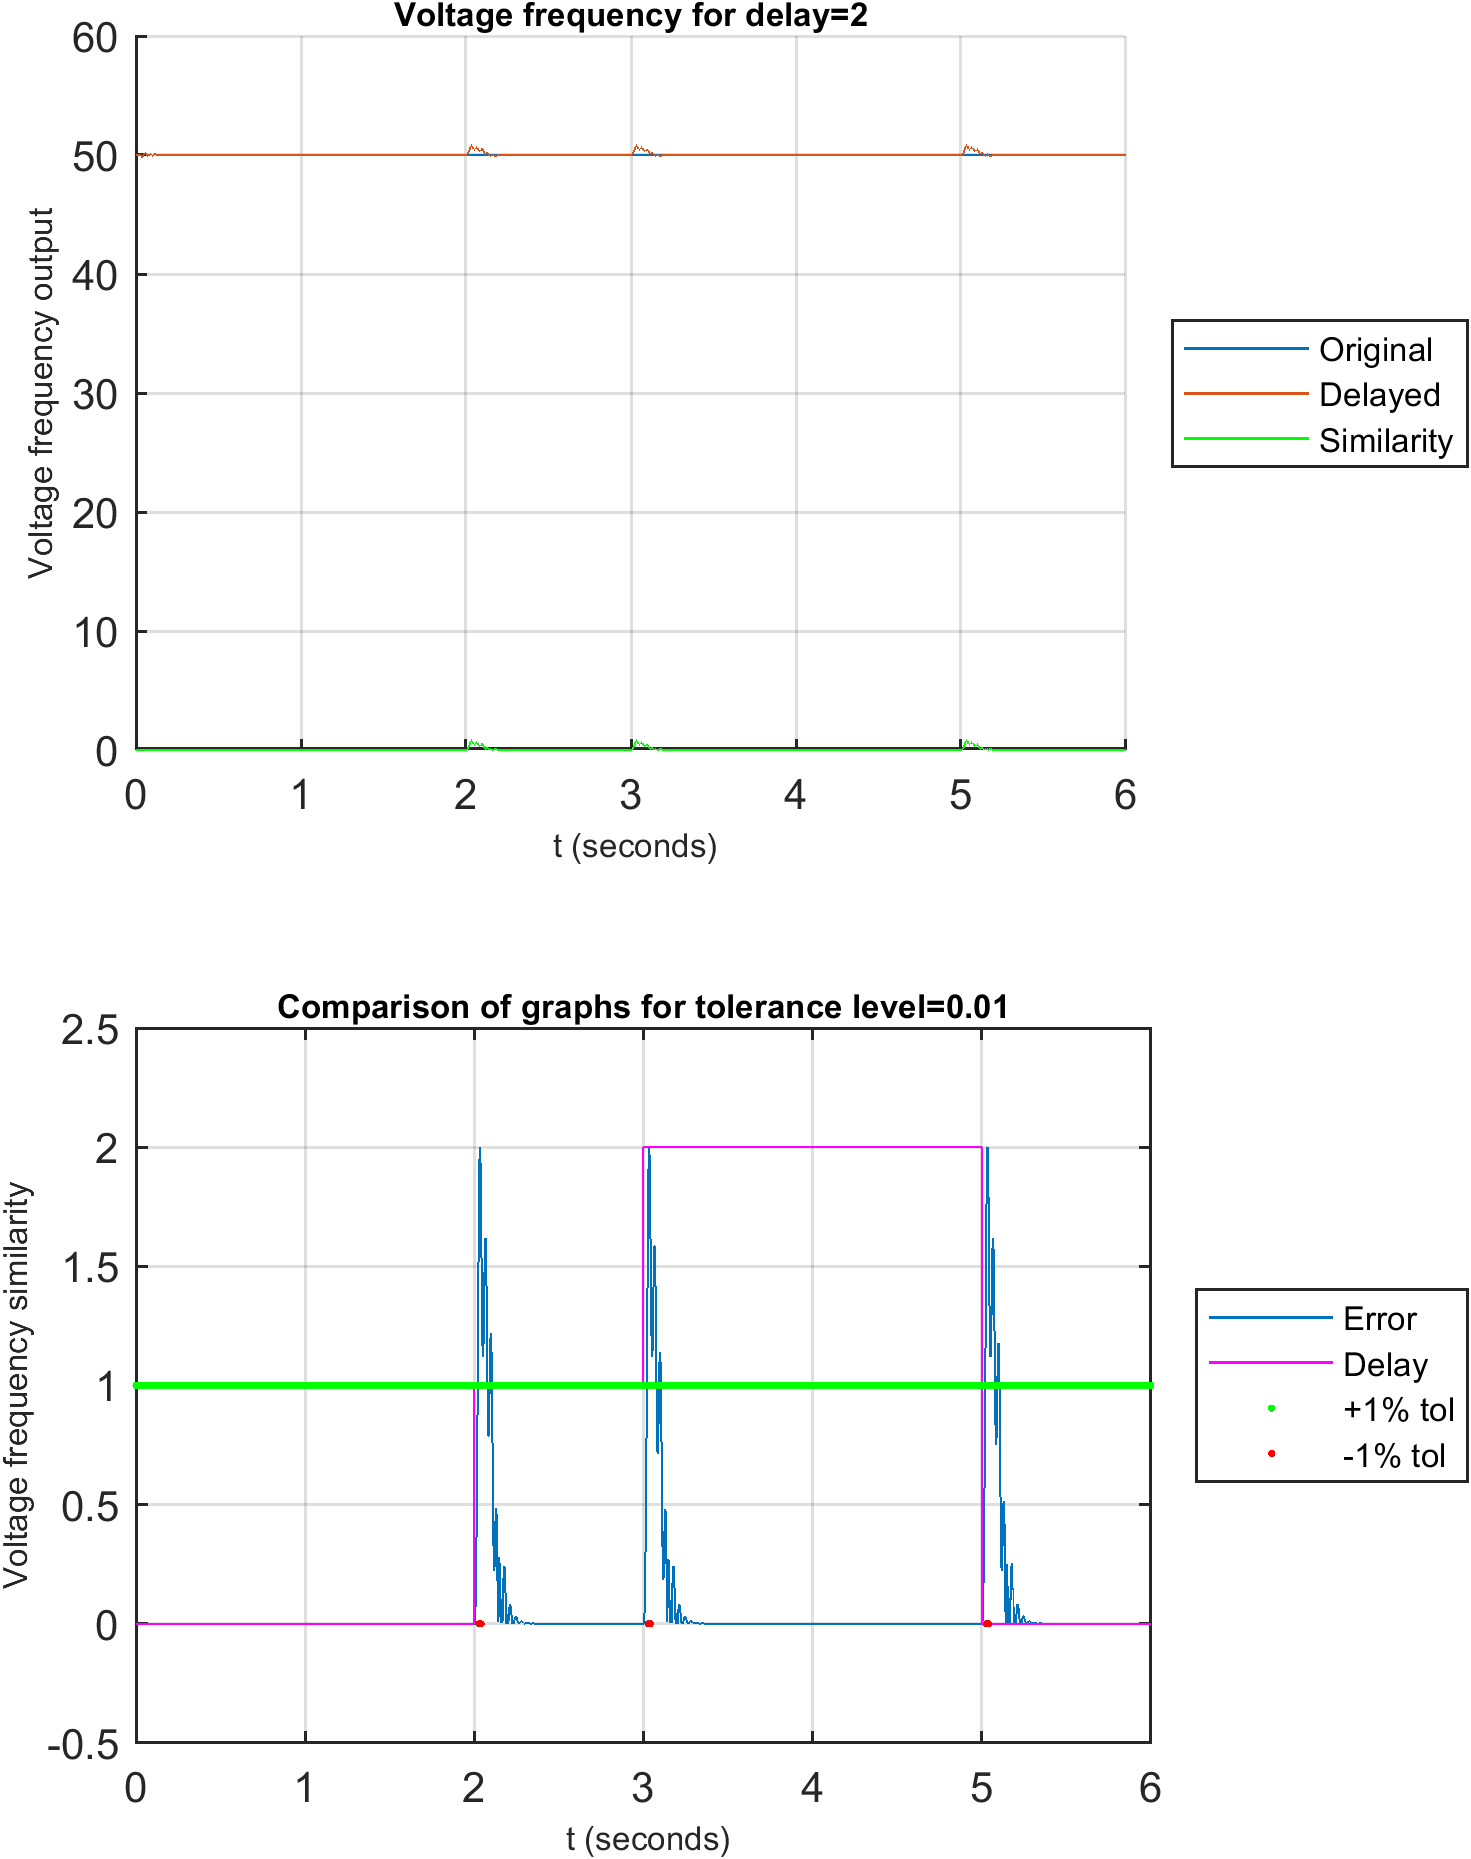 Voltage frequency for delay=2
60
50
40
30
20
10
0
Voltage frequency output
0 1 2 3 4 5 6
t (seconds)
Original
Delayed
Similarity
Comparison of graphs for tolerance level=0.01
2.5
2
1.5
1
0.5
0
-0.5
Voltage frequency similarity
0 1 2 3 5 6
t (seconds)
Error
Delay
+1% tol
-1% tol